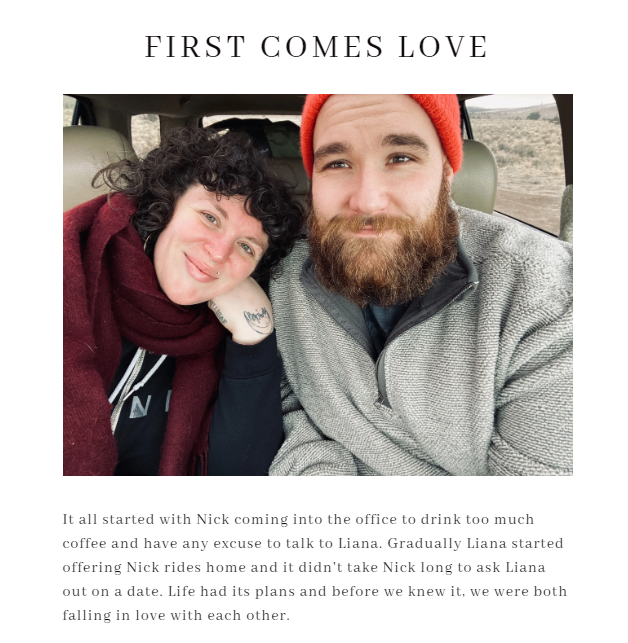 FIRST COMES LOVE
N
It all started with Nick coming into the office to drink too much
coffee and have any excuse to talk to Liana. Gradually Liana started
offering Nick rides home and it didn't take Nick long to ask Liana
out on a date. Life had its plans and before we knew it, we were both
falling in love with each other.